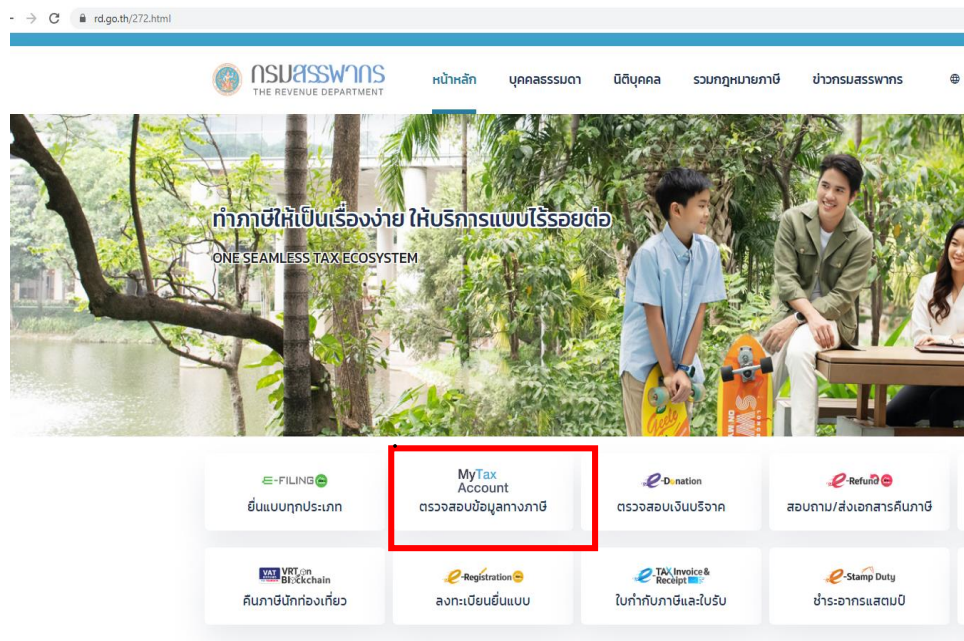 rd.go.th/272.html
กรมสรรพากร
THE REVENUE DEPARTMENT
หน้าหลัก บุคคลธรรมดา นิติบุคคล รวมกฎหมายภาษี ข่าวกรมสรรพากร
ทำภาษีให้เป็นเรื่องง่าย ให้บริการแบบไร้รอยต่อ
ONE SEAMLESS TAX ECOSYSTEM
E-FILING
ยื่นแบบทุกประเภท
MyTax
Account
ตรวจสอบข้อมูลทางภาษี
e-Donation
ตรวจสอบเงินบริจาค
e-Refund
สอบถาม/ส่งเอกสารคืนภาษี
VAT VRT on
Blockchain
คืนภาษีนักท่องเที่ยว
e-Registration
ลงทะเบียนยื่นแบบ
e-TAX Invoice &
Receipt
ใบกำกับภาษีและใบรับ
e-Stamp Duty
ชำระอากรแสตมป์